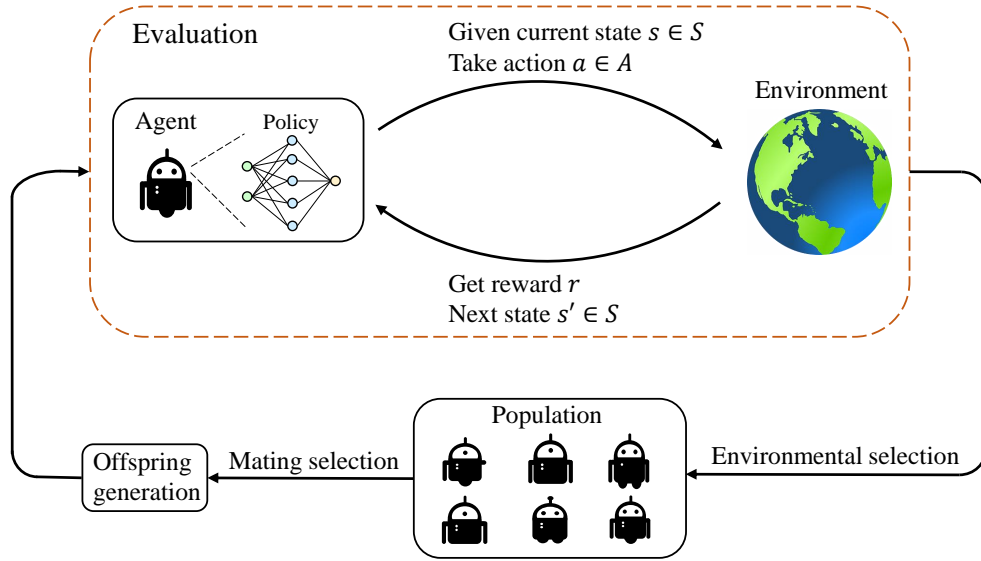 Evaluation
Given current state 𝑠 ∈ 𝑆
Take action 𝑎 ∈ 𝐴
Environment
Agent
Policy
Get reward 𝑟
Next state 𝑠′ ∈ 𝑆
Population
Offspring
generation
Mating selection
Environmental selection